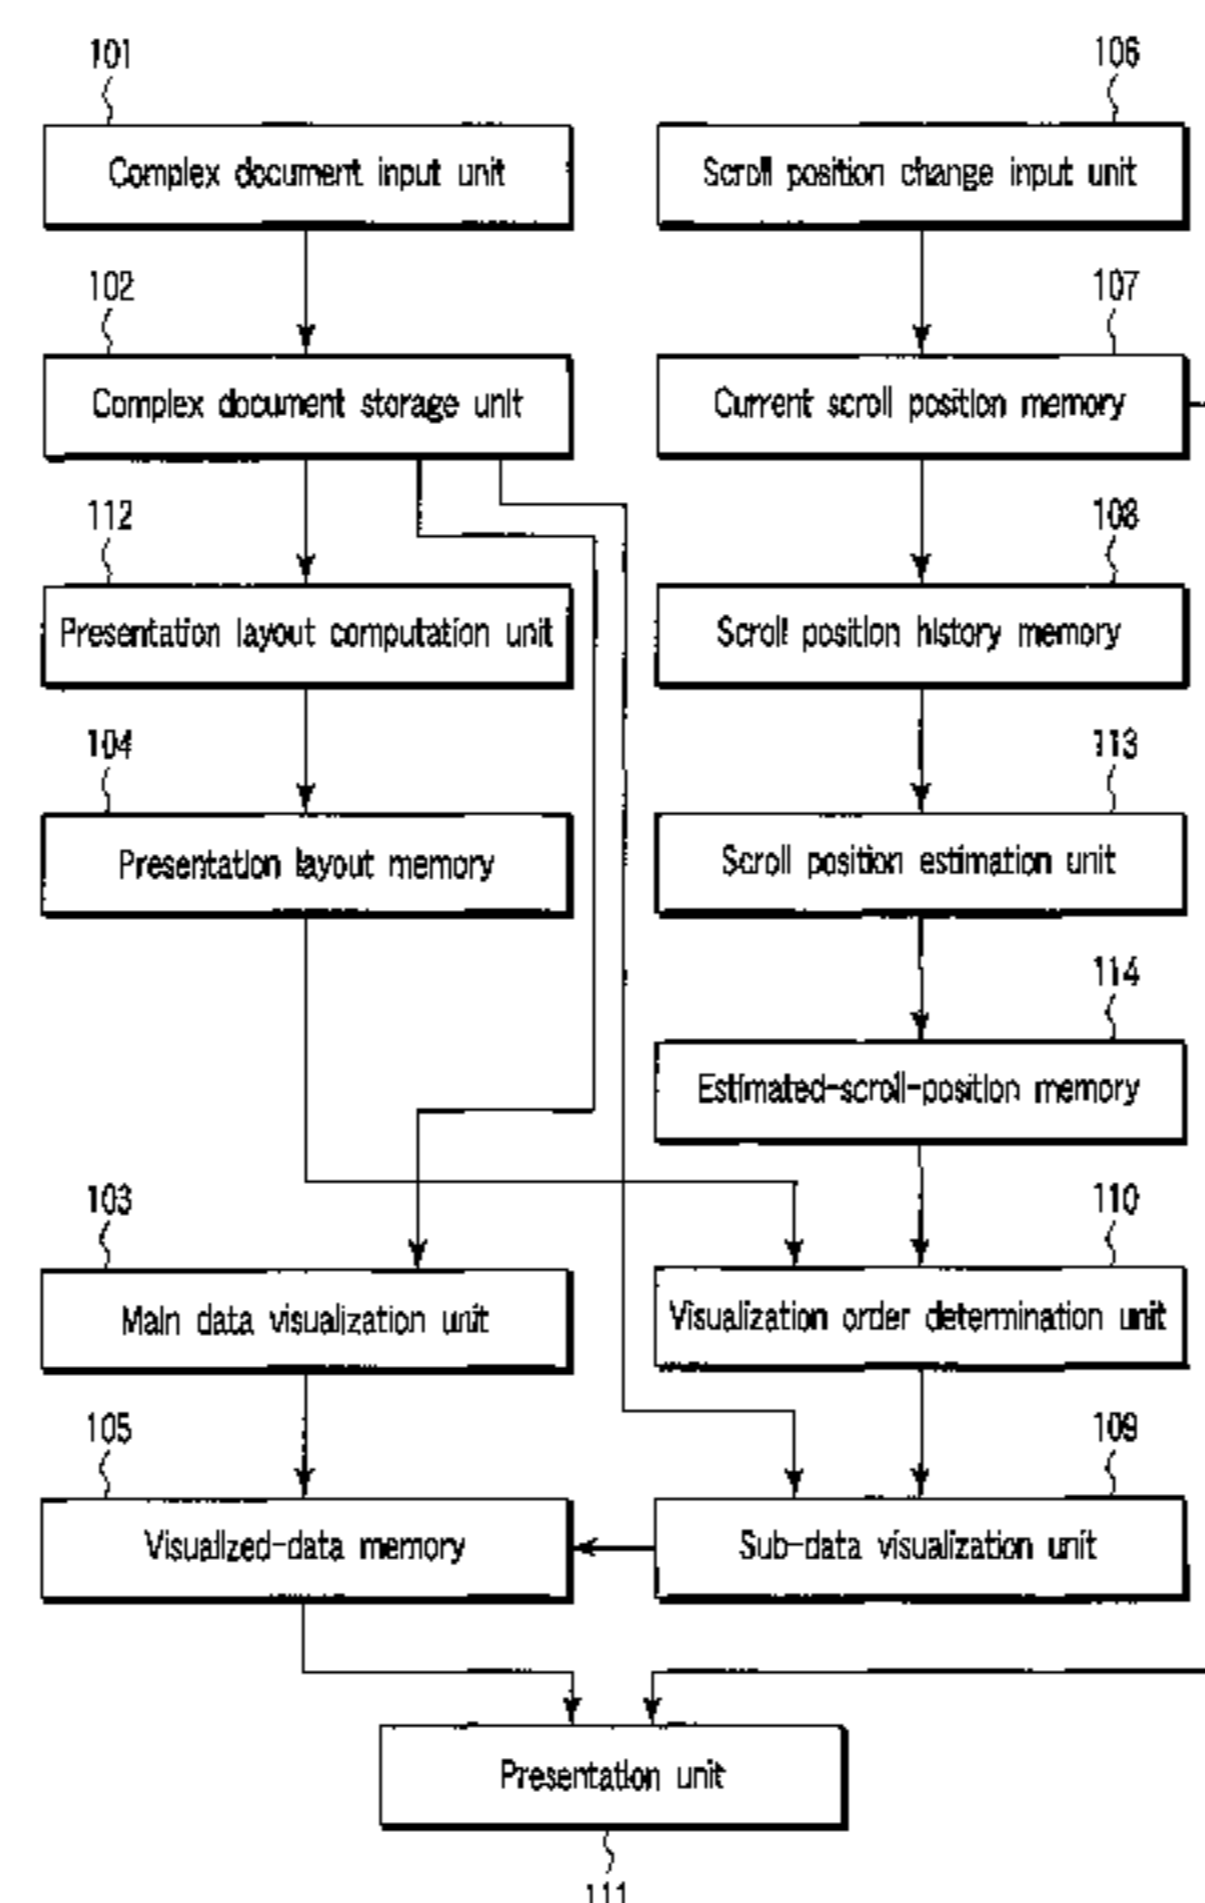 101
106
Complex document input unit
Scroll position change input unit
102
107
Complex document storage unit
Current scroll position memory
112
108
Presentation layout computation unit
Scroll position history memory
104
113
Presentation layout memory
Scroll position estimation unit
114
Estimated-scroll-position memory
103
110
Main data visualization unit
Visualization order determination unit
105
109
Visualized-data memory
Sub-data visualization unit
Presentation unit
111